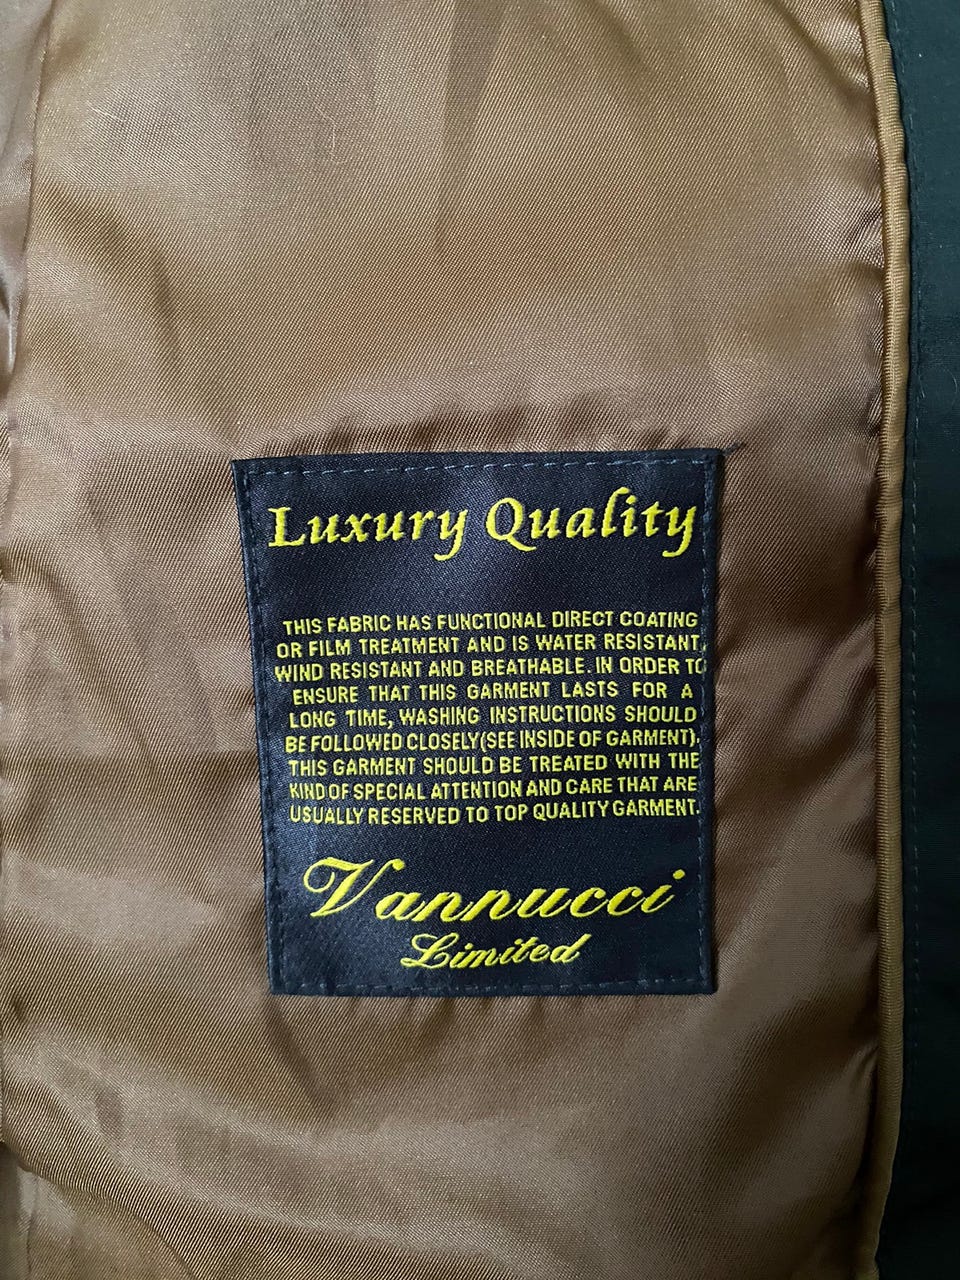 Luxury Quality
THIS FABRIC HAS FUNCTIONAL DIRECT COATING
OR FILM TREATMENT AND IS WATER RESISTANT,
WIND RESISTANT AND BREATHABLE. IN ORDER TO
ENSURE THAT THIS GARMENT LASTS FOR A
LONG TIME, WASHING INSTRUCTIONS SHOULD
BE FOLLOWED CLOSELY(SEE INSIDE OF GARMENT).
THIS GARMENT SHOULD BE TREATED WITH THE
KIND OF SPECIAL ATTENTION AND CARE THAT ARE
USUALLY RESERVED TO TOP QUALITY GARMENT.
Vannucci
Limited